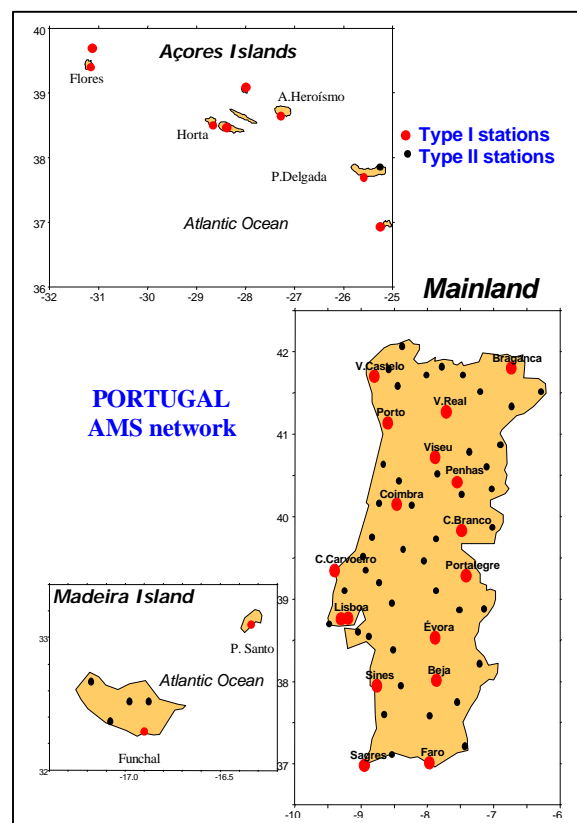 Açores Islands
40
39
38
37
36
Flores
A.Heroísmo
Horta
P.Delgada
Atlantic Ocean
-32
-31
-30
-29
-28
-27
-26
-25
Type I stations
Type II stations
Mainland
PORTUGAL
AMS network
42
41
40
39
38
37
V.Castelo
Braganca
Porto
V.Real
Viseu
Penhas
Coimbra
C.Branco
C.Carvoeiro
Portalegre
Lisboa
Évora
Sines
Beja
Sagres
Faro
-10
-9
-8
-7
-6
Madeira Island
33
32
P. Santo
Atlantic Ocean
Funchal
-17.0
-16.5